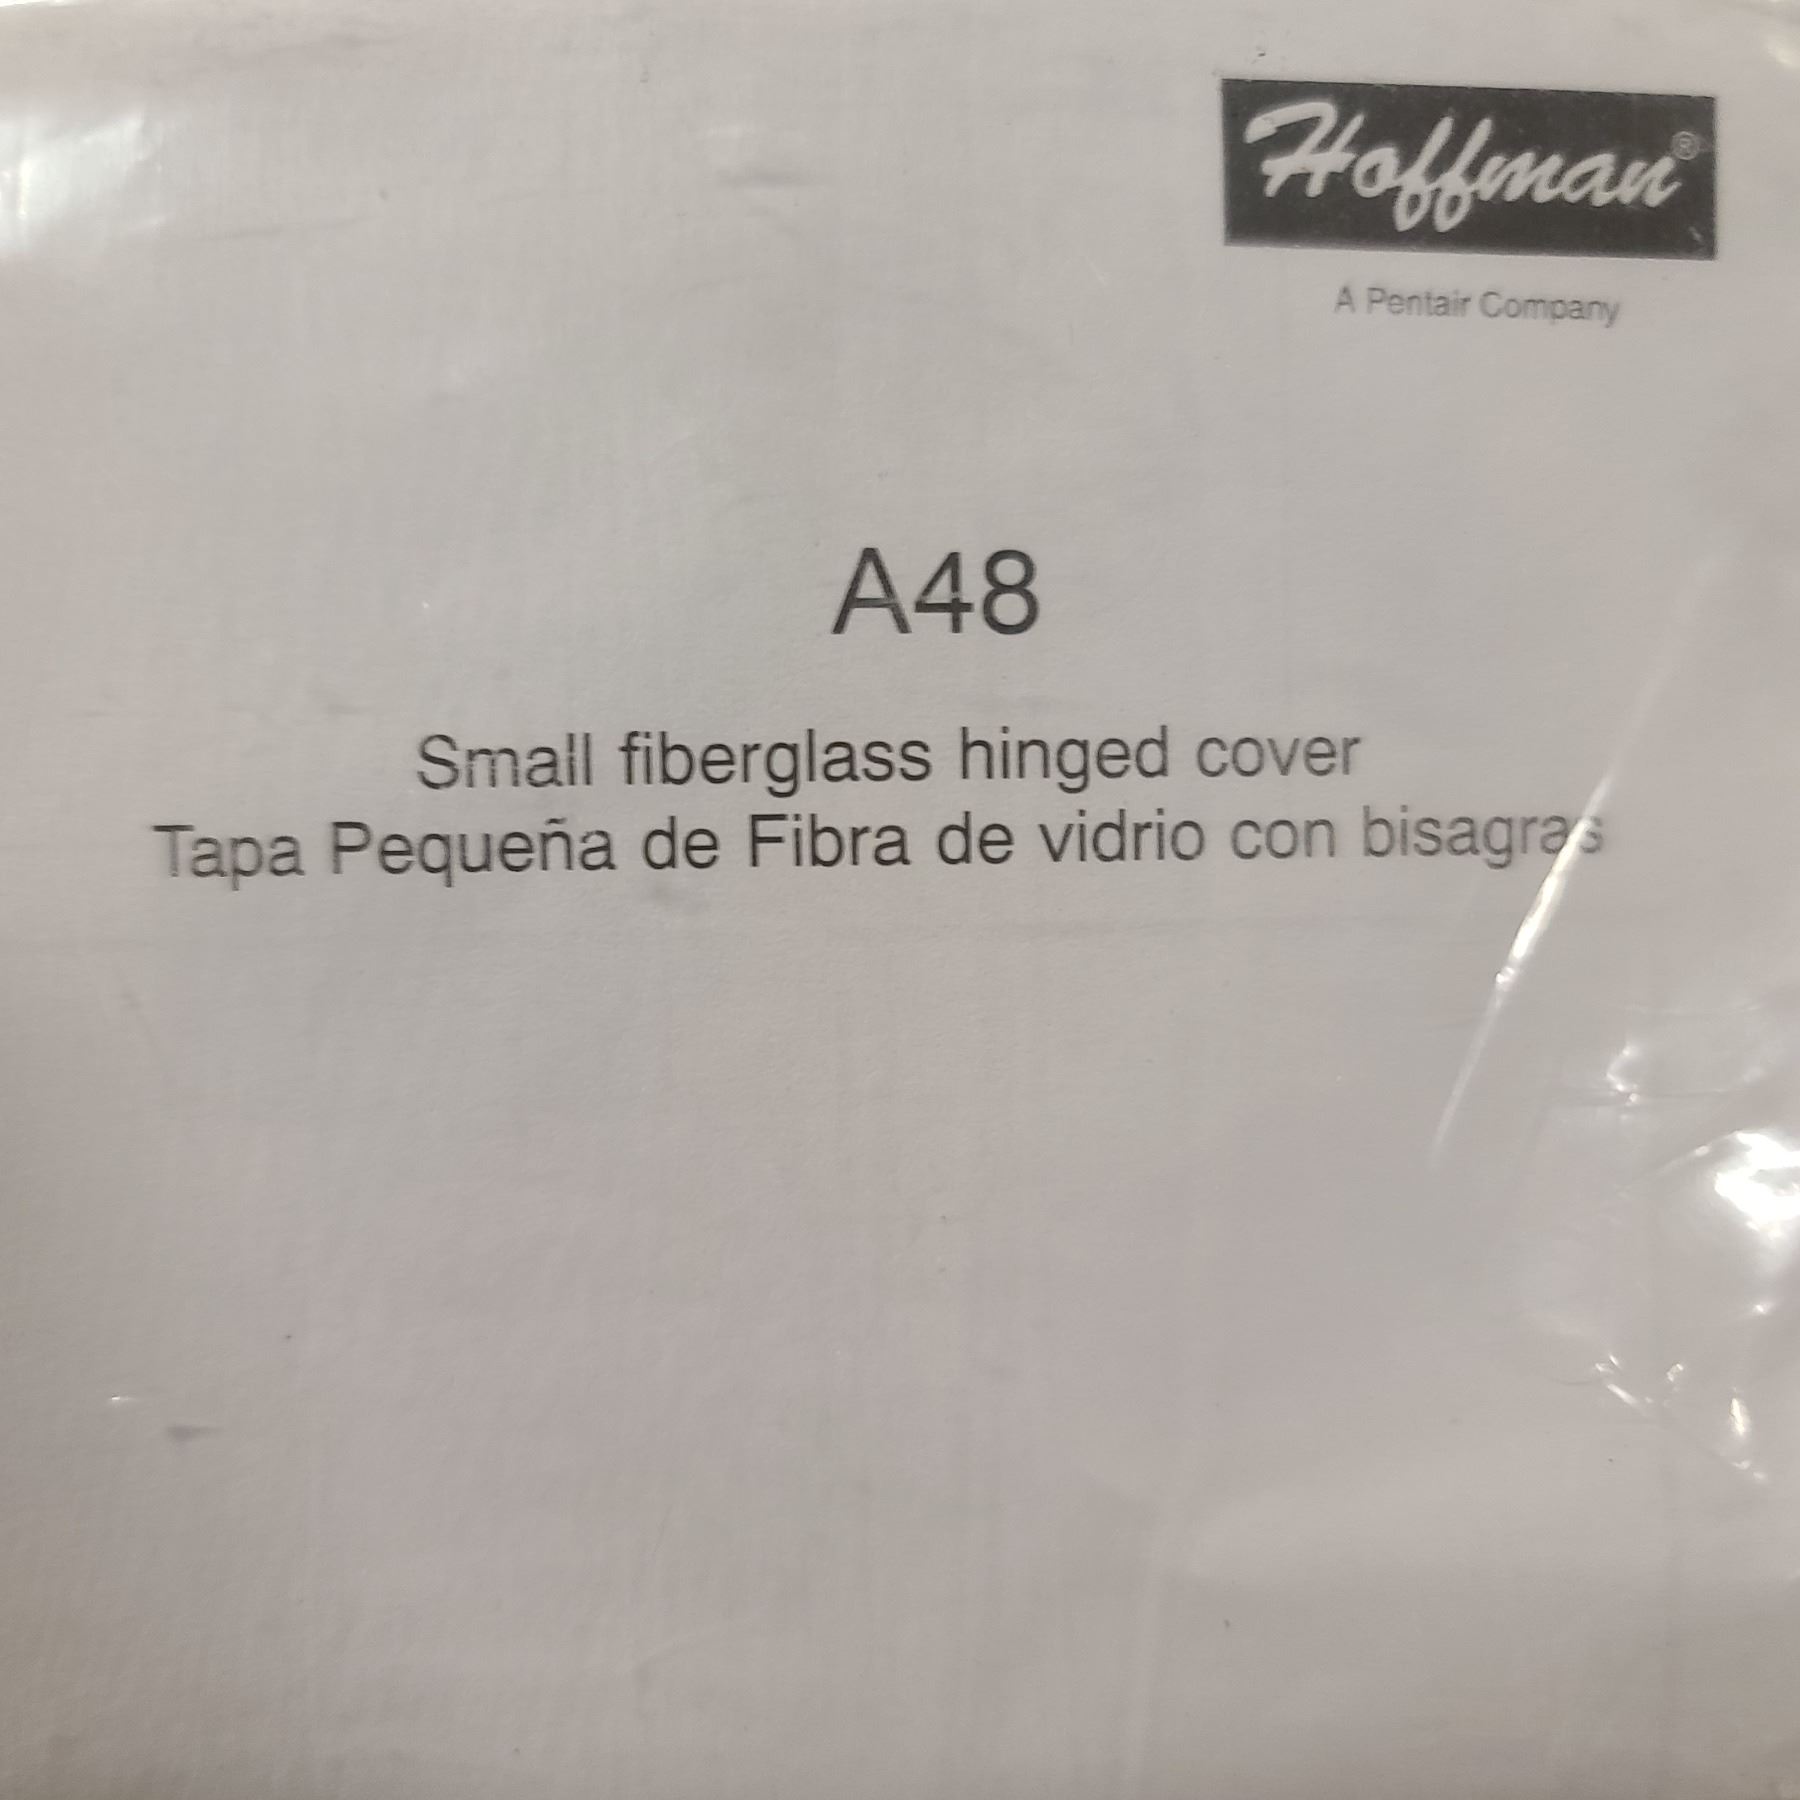 Hoffman®
A Pentair Company
A48
Small fiberglass hinged cover
Tapa Pequeña de Fibra de vidrio con bisagras